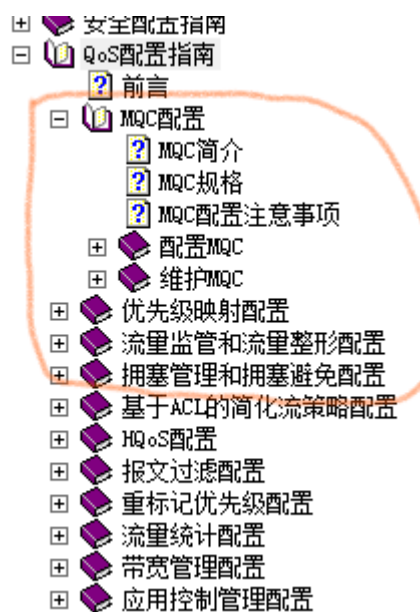 安全配置指南
QoS配置指南
前言
MQC配置
MQC简介
MQC规格
MQC配置注意事项
配置MQC
维护MQC
优先级映射配置
流量监管和流量整形配置
拥塞管理和拥塞避免配置
基于ACL的简化流策略配置
HQoS配置
报文过滤配置
重标记优先级配置
流量统计配置
带宽管理配置
应用控制管理配置